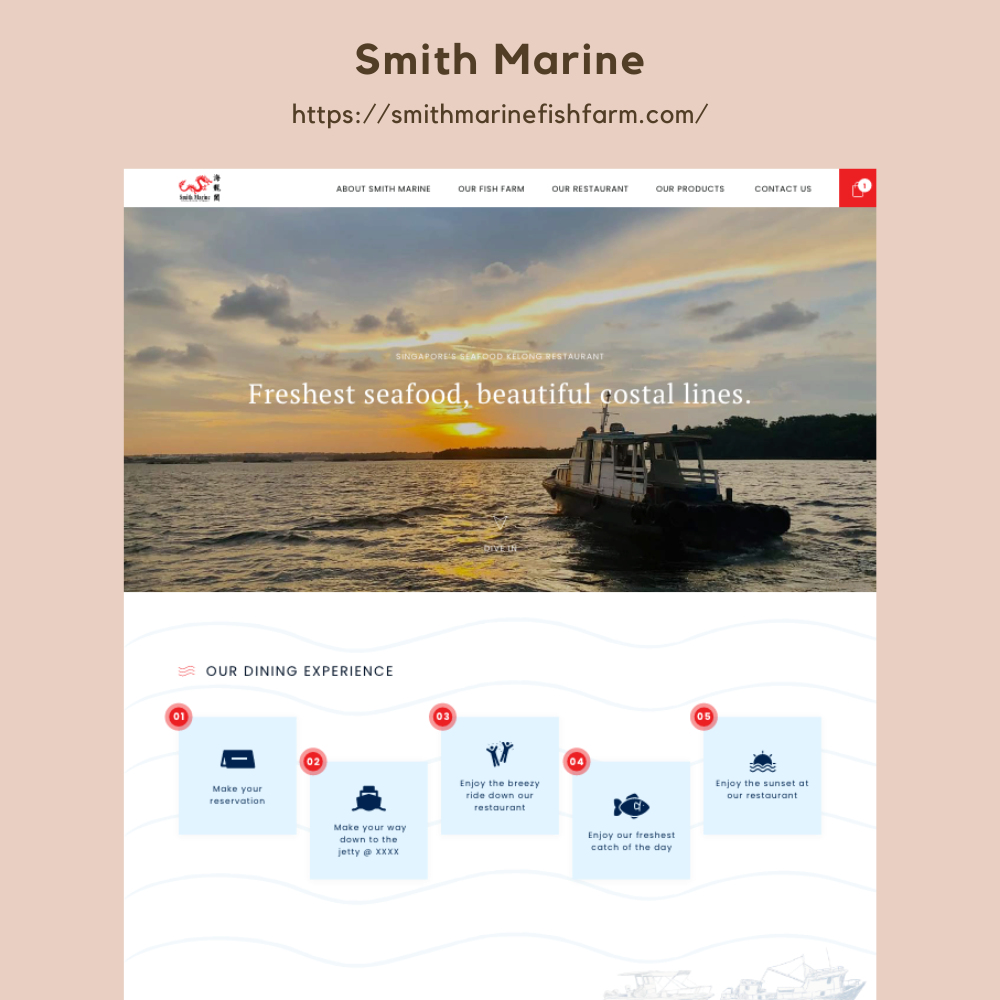 Smith Marine
https://smithmarinefishfarm.com/
海
龍
Smith Marine
ABOUT SMITH MARINE OUR FISH FARM OUR RESTAURANT OUR PRODUCTS CONTACT US 1
SINGAPORE'S SEAFOOD KELONG RESTAURANT
Freshest seafood, beautiful costal lines.
DIVE IN
OUR DINING EXPERIENCE
01
Make your
reservation
02
Make your way
down to the
jetty @ XXXX
03
Enjoy the breezy
ride down our
restaurant
04
Enjoy our freshest
catch of the day
05
Enjoy the sunset at
our restaurant